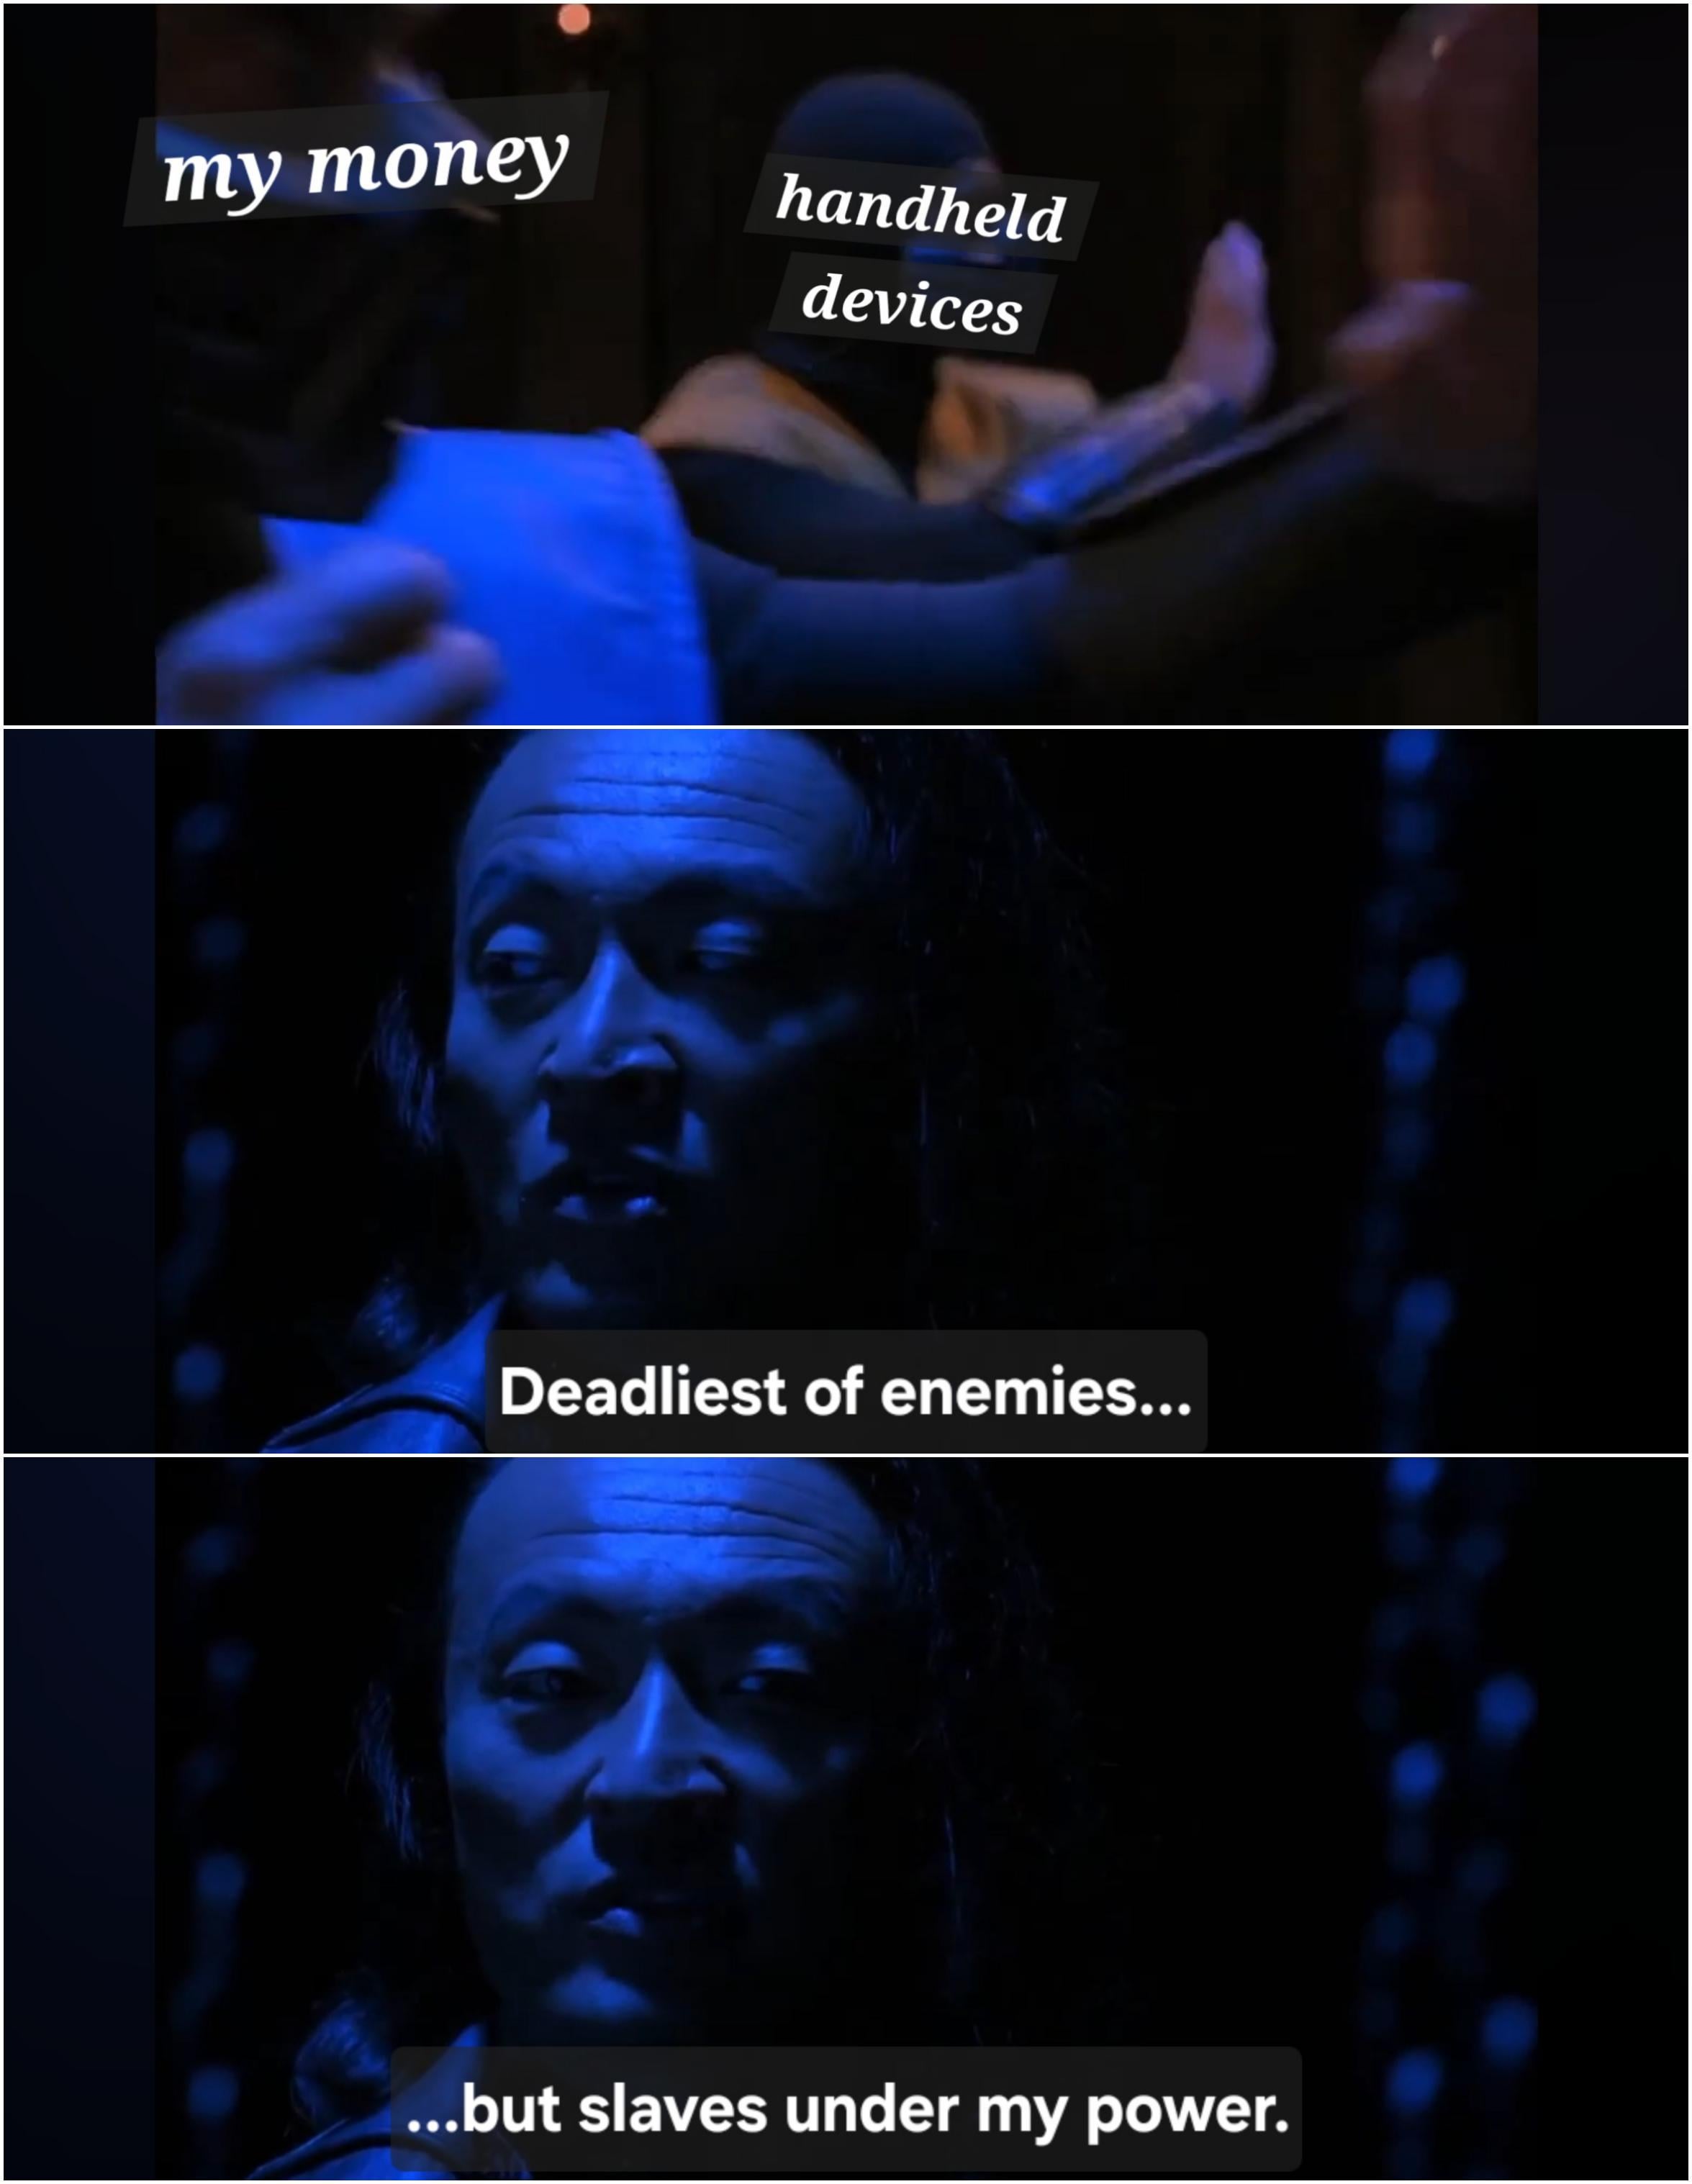 my money
handheld
devices
Deadliest of enemies...
...but slaves under my power.